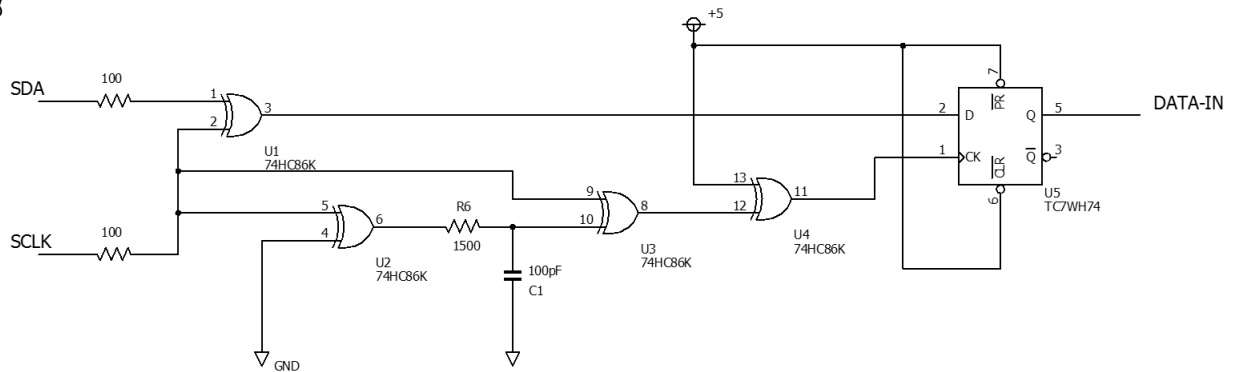 +5
SDA
100
1
2
3
U1
74HC86K
2
D
7
PR
Q
5
DATA-IN
1
CK
Q
3
CLR
6
U5
TC7WH74
13
12
11
U4
74HC86K
9
10
8
U3
74HC86K
5
4
6
U2
74HC86K
R6
1500
SCLK
100
100pF
C1
GND